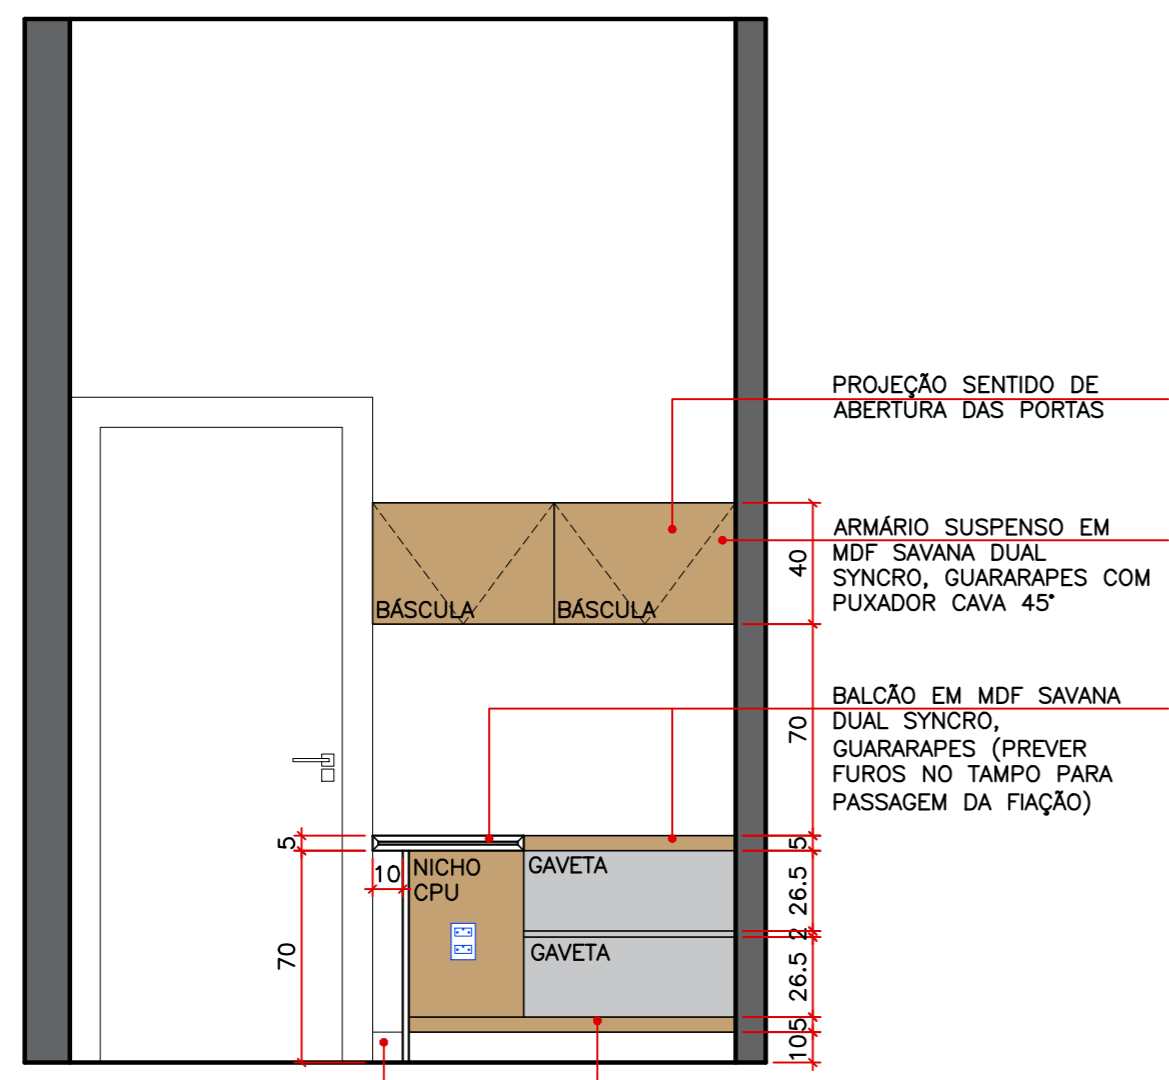 PROJEÇÃO SENTIDO DE
ABERTURA DAS PORTAS
ARMÁRIO SUSPENSO EM
MDF SAVANA DUAL
SYNCRO, GUARARAPES COM
PUXADOR CAVA 45°
40
BÁSCULA
BÁSCULA
BALCÃO EM MDF SAVANA
DUAL SYNCRO,
GUARARAPES (PREVER
FUROS NO TAMPO PARA
PASSAGEM DA FIAÇÃO)
70
5
5
10
NICHO
CPU
GAVETA
26.5
2
70
GAVETA
26.5
5
10